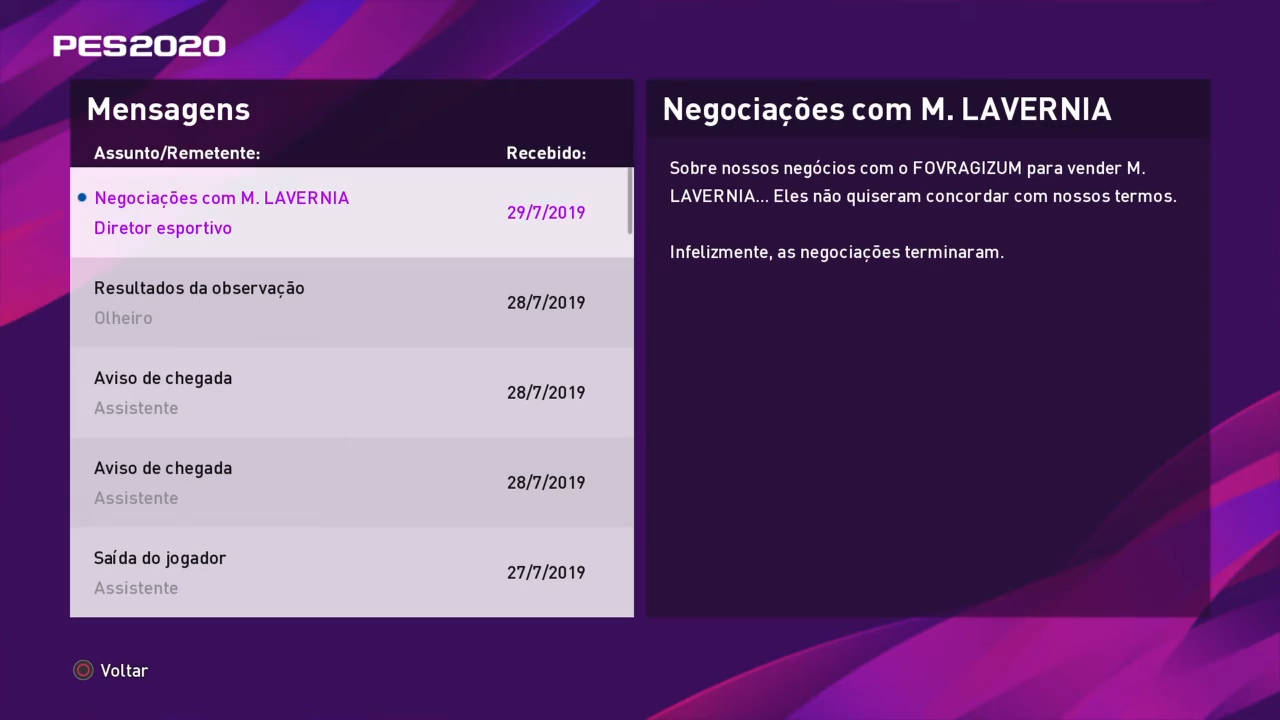 PES2020
Mensagens
Assunto/Remetente: Recebido:
Negociações com M. LAVERNIA
Diretor esportivo
29/7/2019
Resultados da observação
Olheiro
28/7/2019
Aviso de chegada
Assistente
28/7/2019
Aviso de chegada
Assistente
28/7/2019
Saída do jogador
Assistente
27/7/2019
Negociações com M. LAVERNIA
Sobre nossos negócios com o FOVRAGIZUM para vender M.
LAVERNIA... Eles não quiseram concordar com nossos termos.
Infelizmente, as negociações terminaram.
Voltar